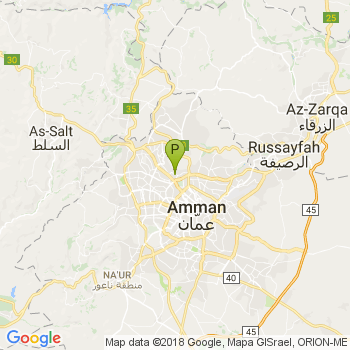 25
30
Az-Zarqa
الزرقاء
35
As-Salt
السلط
P
Russayfah
الرصيفة
Amman
عمّان
45
NA'UR
منطقة ناعور
40
45
Google
Map data ©2018 Google, Mapa GISrael, ORION-ME